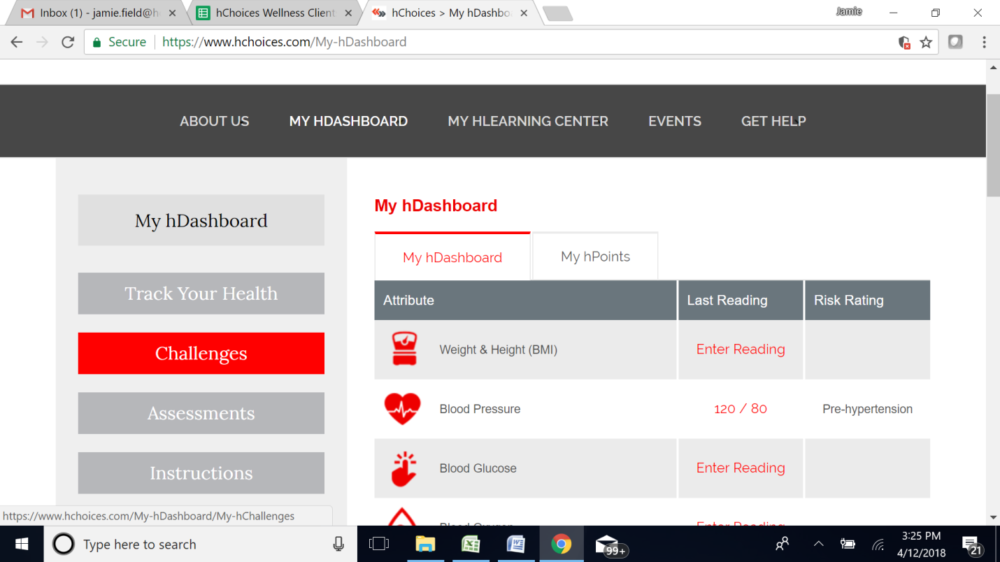 Inbox (1) - jamie.field@h
hChoices Wellness Client
hChoices > My hDashbo
Jamie
Secure
https://www.hchoices.com/My-hDashboard
ABOUT US MY HDASHBOARD MY HLEARNING CENTER EVENTS GET HELP
My hDashboard
Track Your Health
Challenges
Assessments
Instructions
My hDashboard
My hDashboard My hPoints
Attribute Last Reading Risk Rating
Weight & Height (BMI) Enter Reading
Blood Pressure 120 / 80 Pre-hypertension
Blood Glucose Enter Reading
Blood Oxygen Enter Reading
https://www.hchoices.com/My-hDashboard/My-hChallenges
Type here to search
99+
3:25 PM
4/12/2018
21